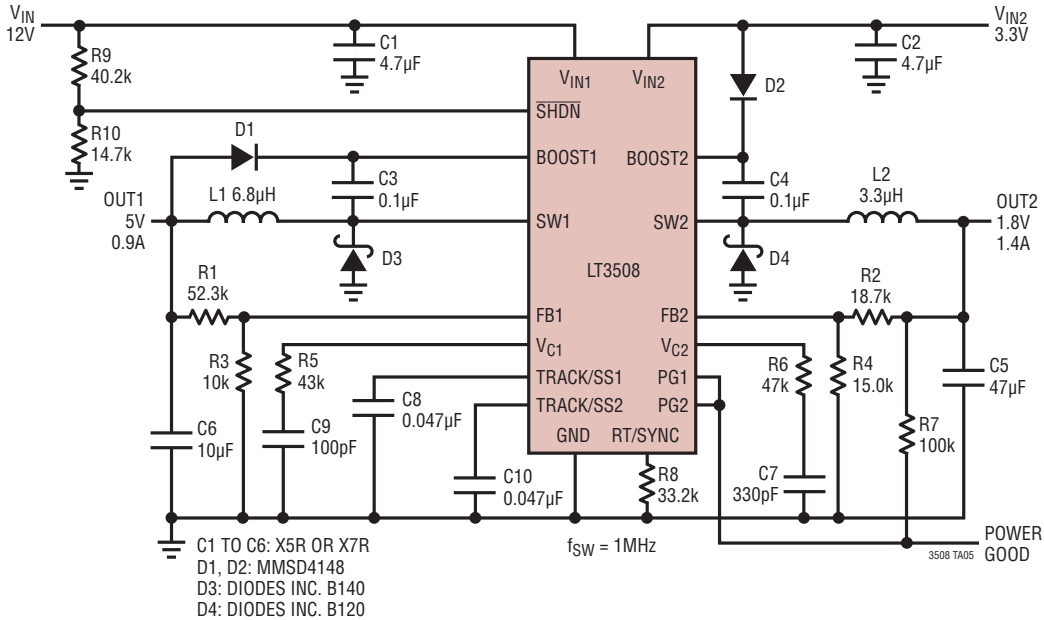 VIN
12V
R9
40.2k
C1
4.7µF
VIN2
3.3V
C2
4.7µF
VIN1
VIN2
D2
SHDN
R10
14.7k
D1
BOOST1
BOOST2
C3
0.1µF
C4
0.1µF
L2
3.3µH
OUT1
5V
0.9A
L1 6.8µH
SW1
SW2
OUT2
1.8V
1.4A
D3
D4
LT3508
R1
52.3k
R2
18.7k
FB1
FB2
VC1
VC2
R3
10k
R5
43k
R6
47k
R4
15.0k
C5
47µF
TRACK/SS1
PG1
TRACK/SS2
PG2
C8
0.047µF
R7
100k
C6
10µF
C9
100pF
GND
RT/SYNC
C10
0.047µF
R8
33.2k
C7
330pF
C1 TO C6: X5R OR X7R
D1, D2: MMSD4148
D3: DIODES INC. B140
D4: DIODES INC. B120
fSW = 1MHz
3508 TA05
POWER
GOOD